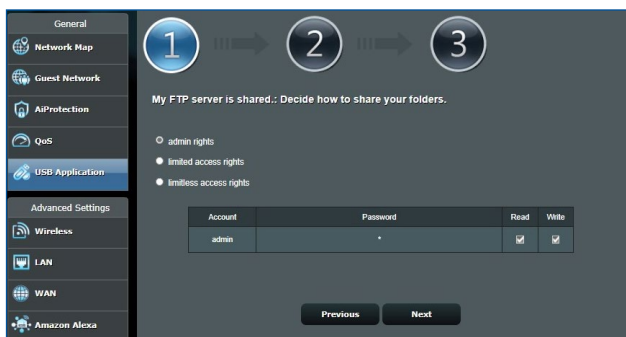 General
Network Map
Guest Network
AiProtection
QoS
USB Application
Advanced Settings
Wireless
LAN
WAN
Amazon Alexa
1 2 3
My FTP server is shared.: Decide how to share your folders.
admin rights
limited access rights
limitless access rights
Account Password Read Write
admin *
Previous Next